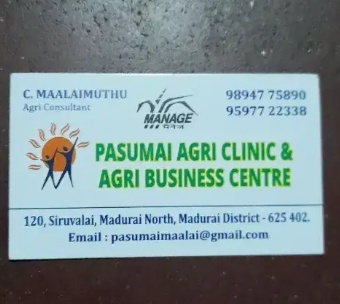 C. MAALAIMUTHU
Agri Consultant
MANAGE
98947 75890
95977 22338
PASUMAI AGRI CLINIC &
AGRI BUSINESS CENTRE
120, Siruvalai, Madurai North, Madurai District - 625 402.
Email : pasumaimaalai@gmail.com